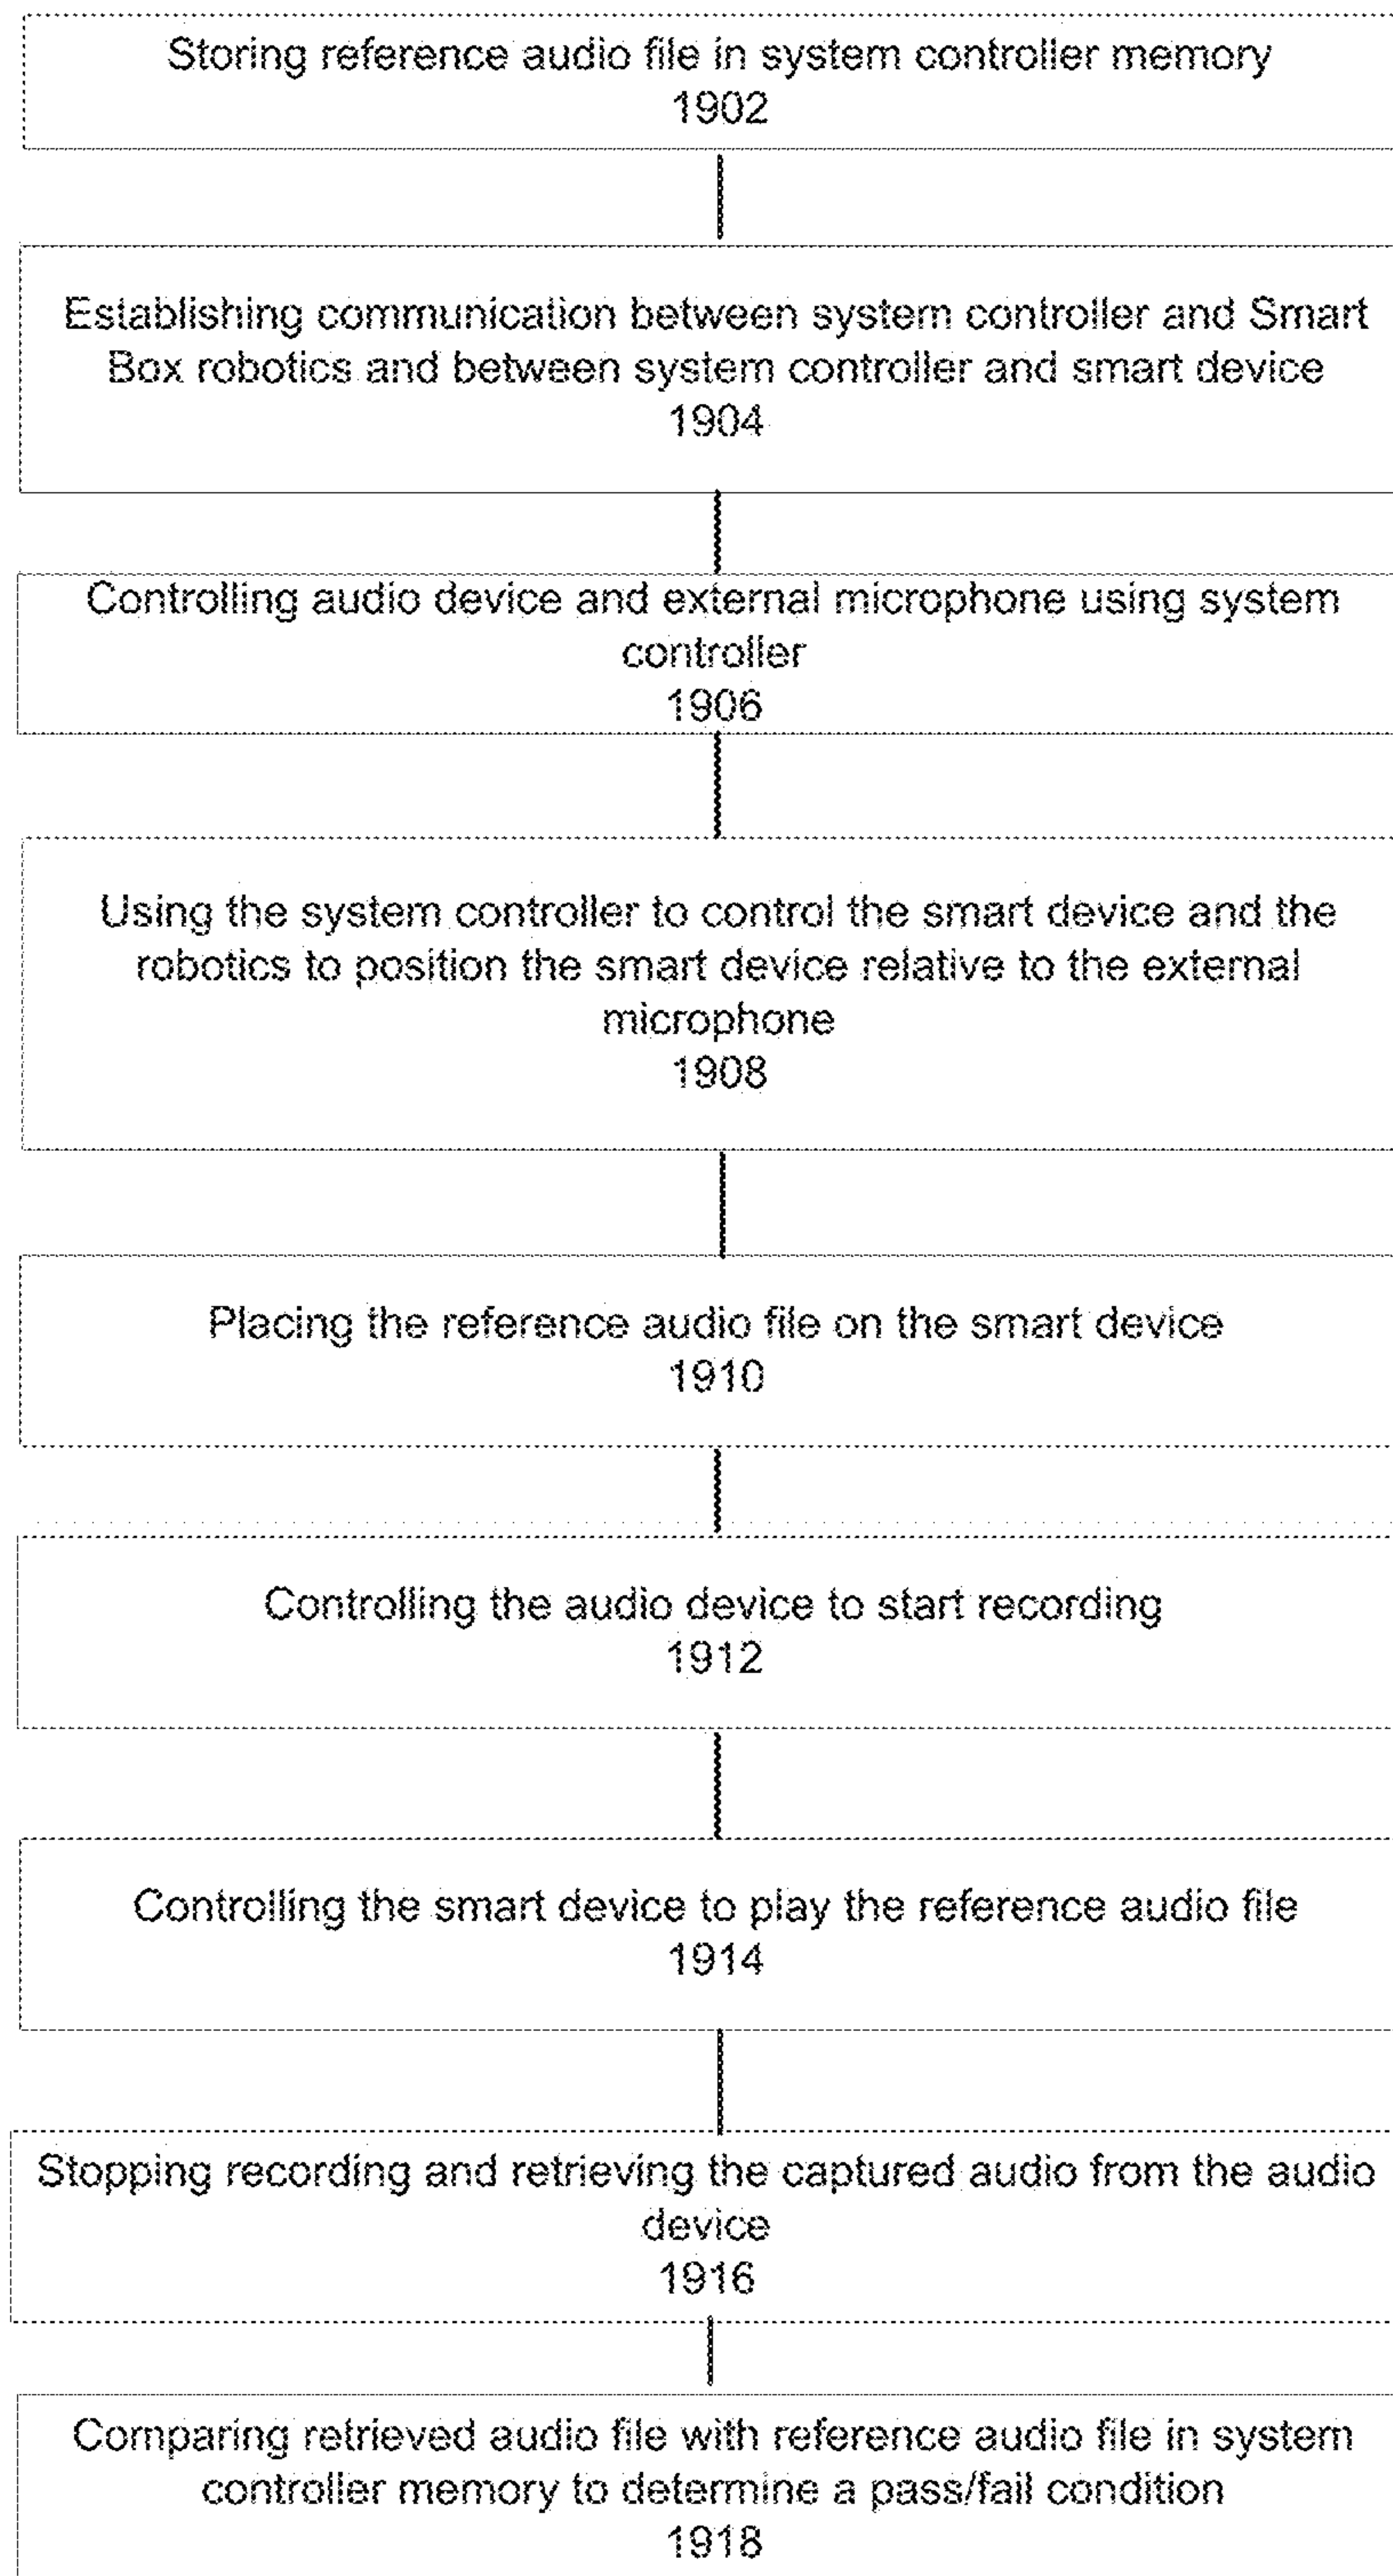 Storing reference audio file in system controller memory
1902
Establishing communication between system controller and Smart
Box robotics and between system controller and smart device
1904
Controlling audio device and external microphone using system
controller
1906
Using the system controller to control the smart device and the
robotics to position the smart device relative to the external
microphone
1908
Placing the reference audio file on the smart device
1910
Controlling the audio device to start recording
1912
Controlling the smart device to play the reference audio file
1914
Stopping recording and retrieving the captured audio from the audio
device
1916
Comparing retrieved audio file with reference audio file in system
controller memory to determine a pass/fail condition
1918